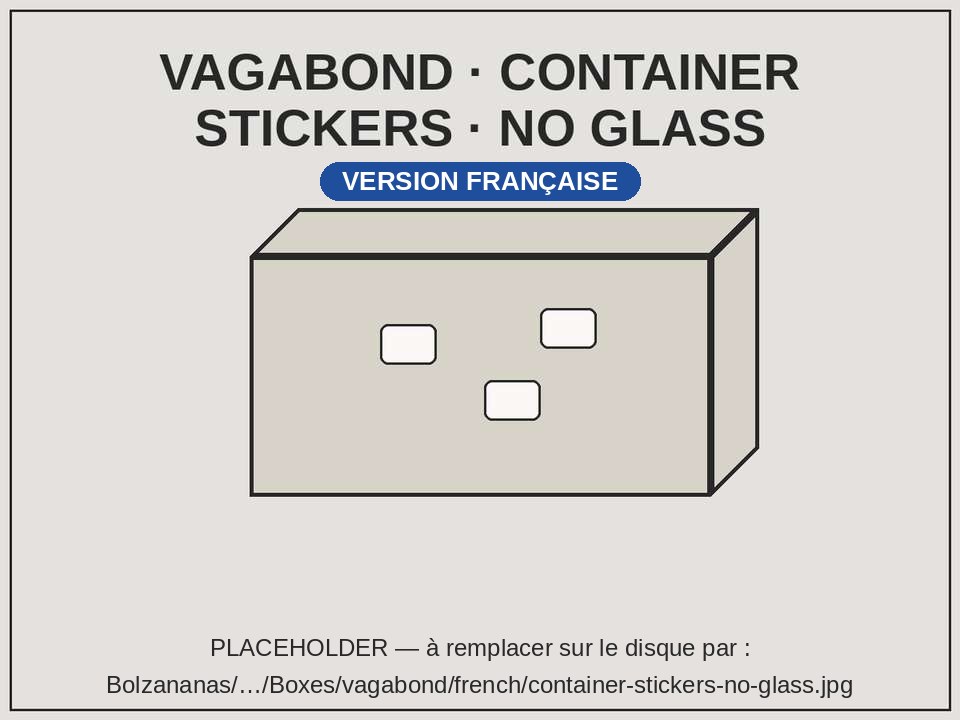 VAGABOND · CONTAINER
STICKERS · NO GLASS
VERSION FRANÇAISE
PLACEHOLDER — à remplacer sur le disque par :
Bolzananas/…/Boxes/vagabond/french/container-stickers-no-glass.jpg